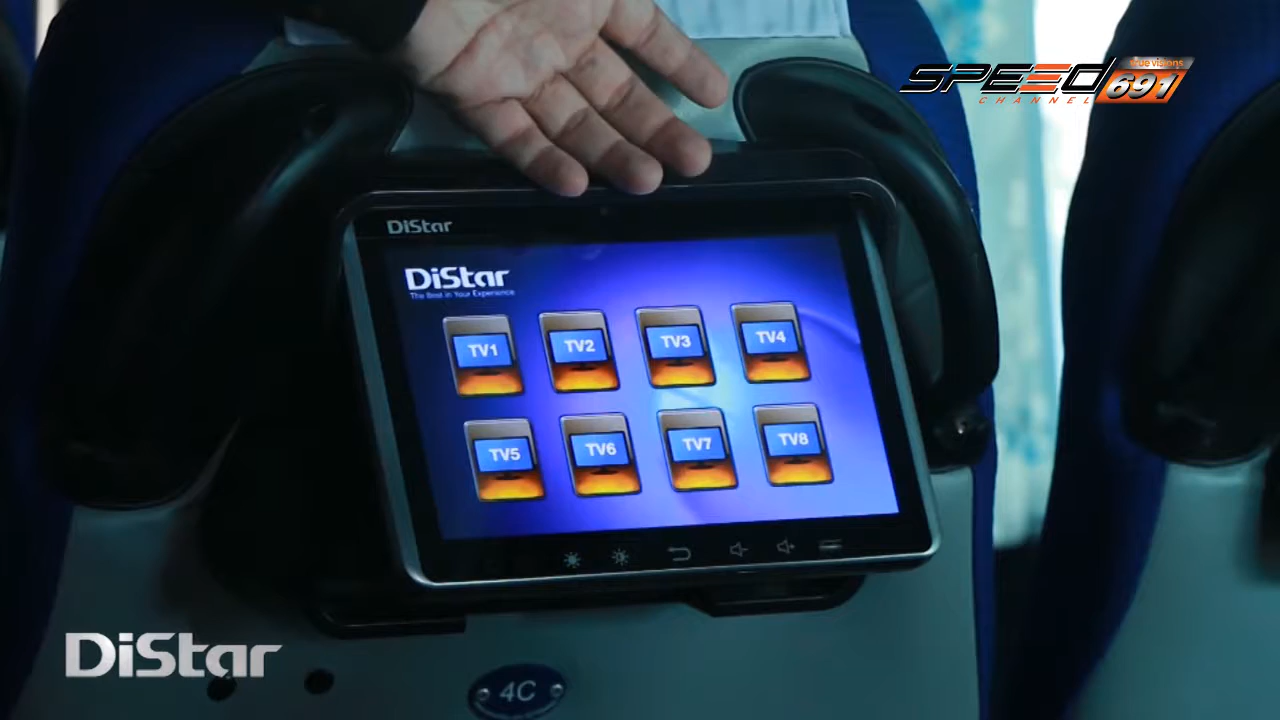 SPEED
CHANNEL
true visions
691
DiStar
DiStar
The Best in Your Experience
TV1
TV2
TV3
TV4
TV5
TV6
TV7
TV8
DiStar
4C